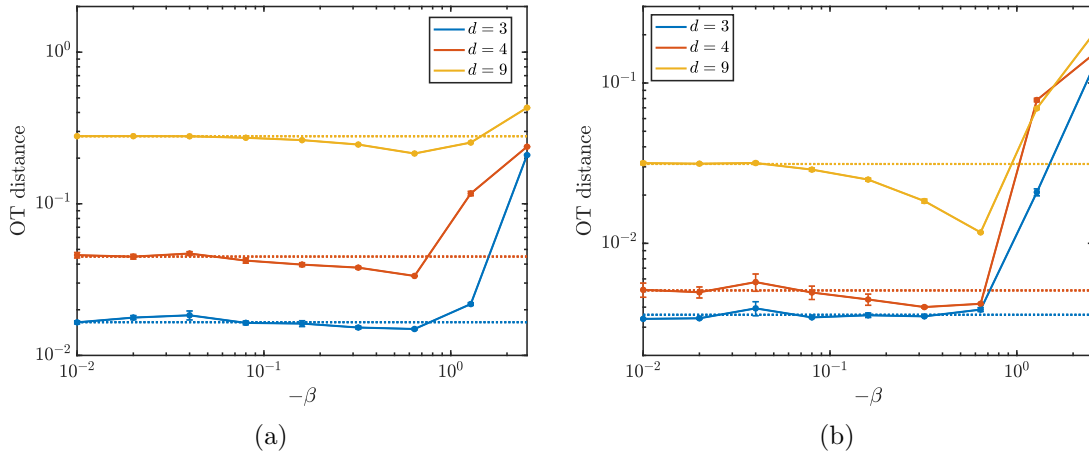 10^0
10^{-1}
10^{-2}
OT distance
d = 3
d = 4
d = 9
10^{-2}
10^{-1}
10^0
−β
(a)
10^{-1}
10^{-2}
OT distance
d = 3
d = 4
d = 9
10^{-2}
10^{-1}
10^0
−β
(b)